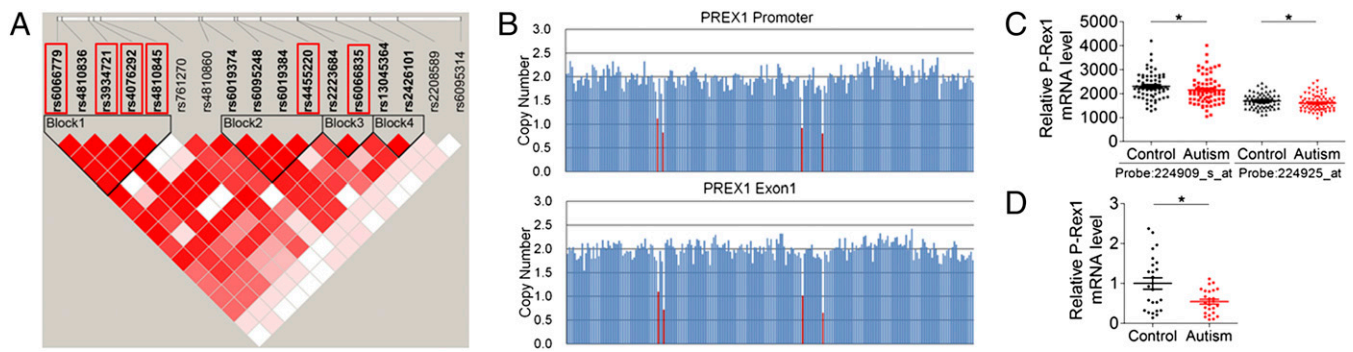 A
rs6066779
rs4810836
rs3934721
rs4076292
rs4810845
rs761270
rs4810860
rs6019374
rs6095248
rs6019384
rs2223684
rs4455220
rs6066835
rs13045364
rs2426101
rs2208589
rs6095314
Block1
Block2
Block3
Block4
B
PREX1 Promoter
Copy Number
3.0
2.5
2.0
1.5
1.0
0.5
0.0
PREX1 Exon1
Copy Number
3.0
2.5
2.0
1.5
1.0
0.5
0.0
C
Relative P-Rex1
mRNA level
5000
4000
3000
2000
1000
0
*
*
Control Autism Control Autism
Probe:224909_s_at Probe:224925_at
D
Relative P-Rex1
mRNA level
3
2
1
0
*
Control Autism